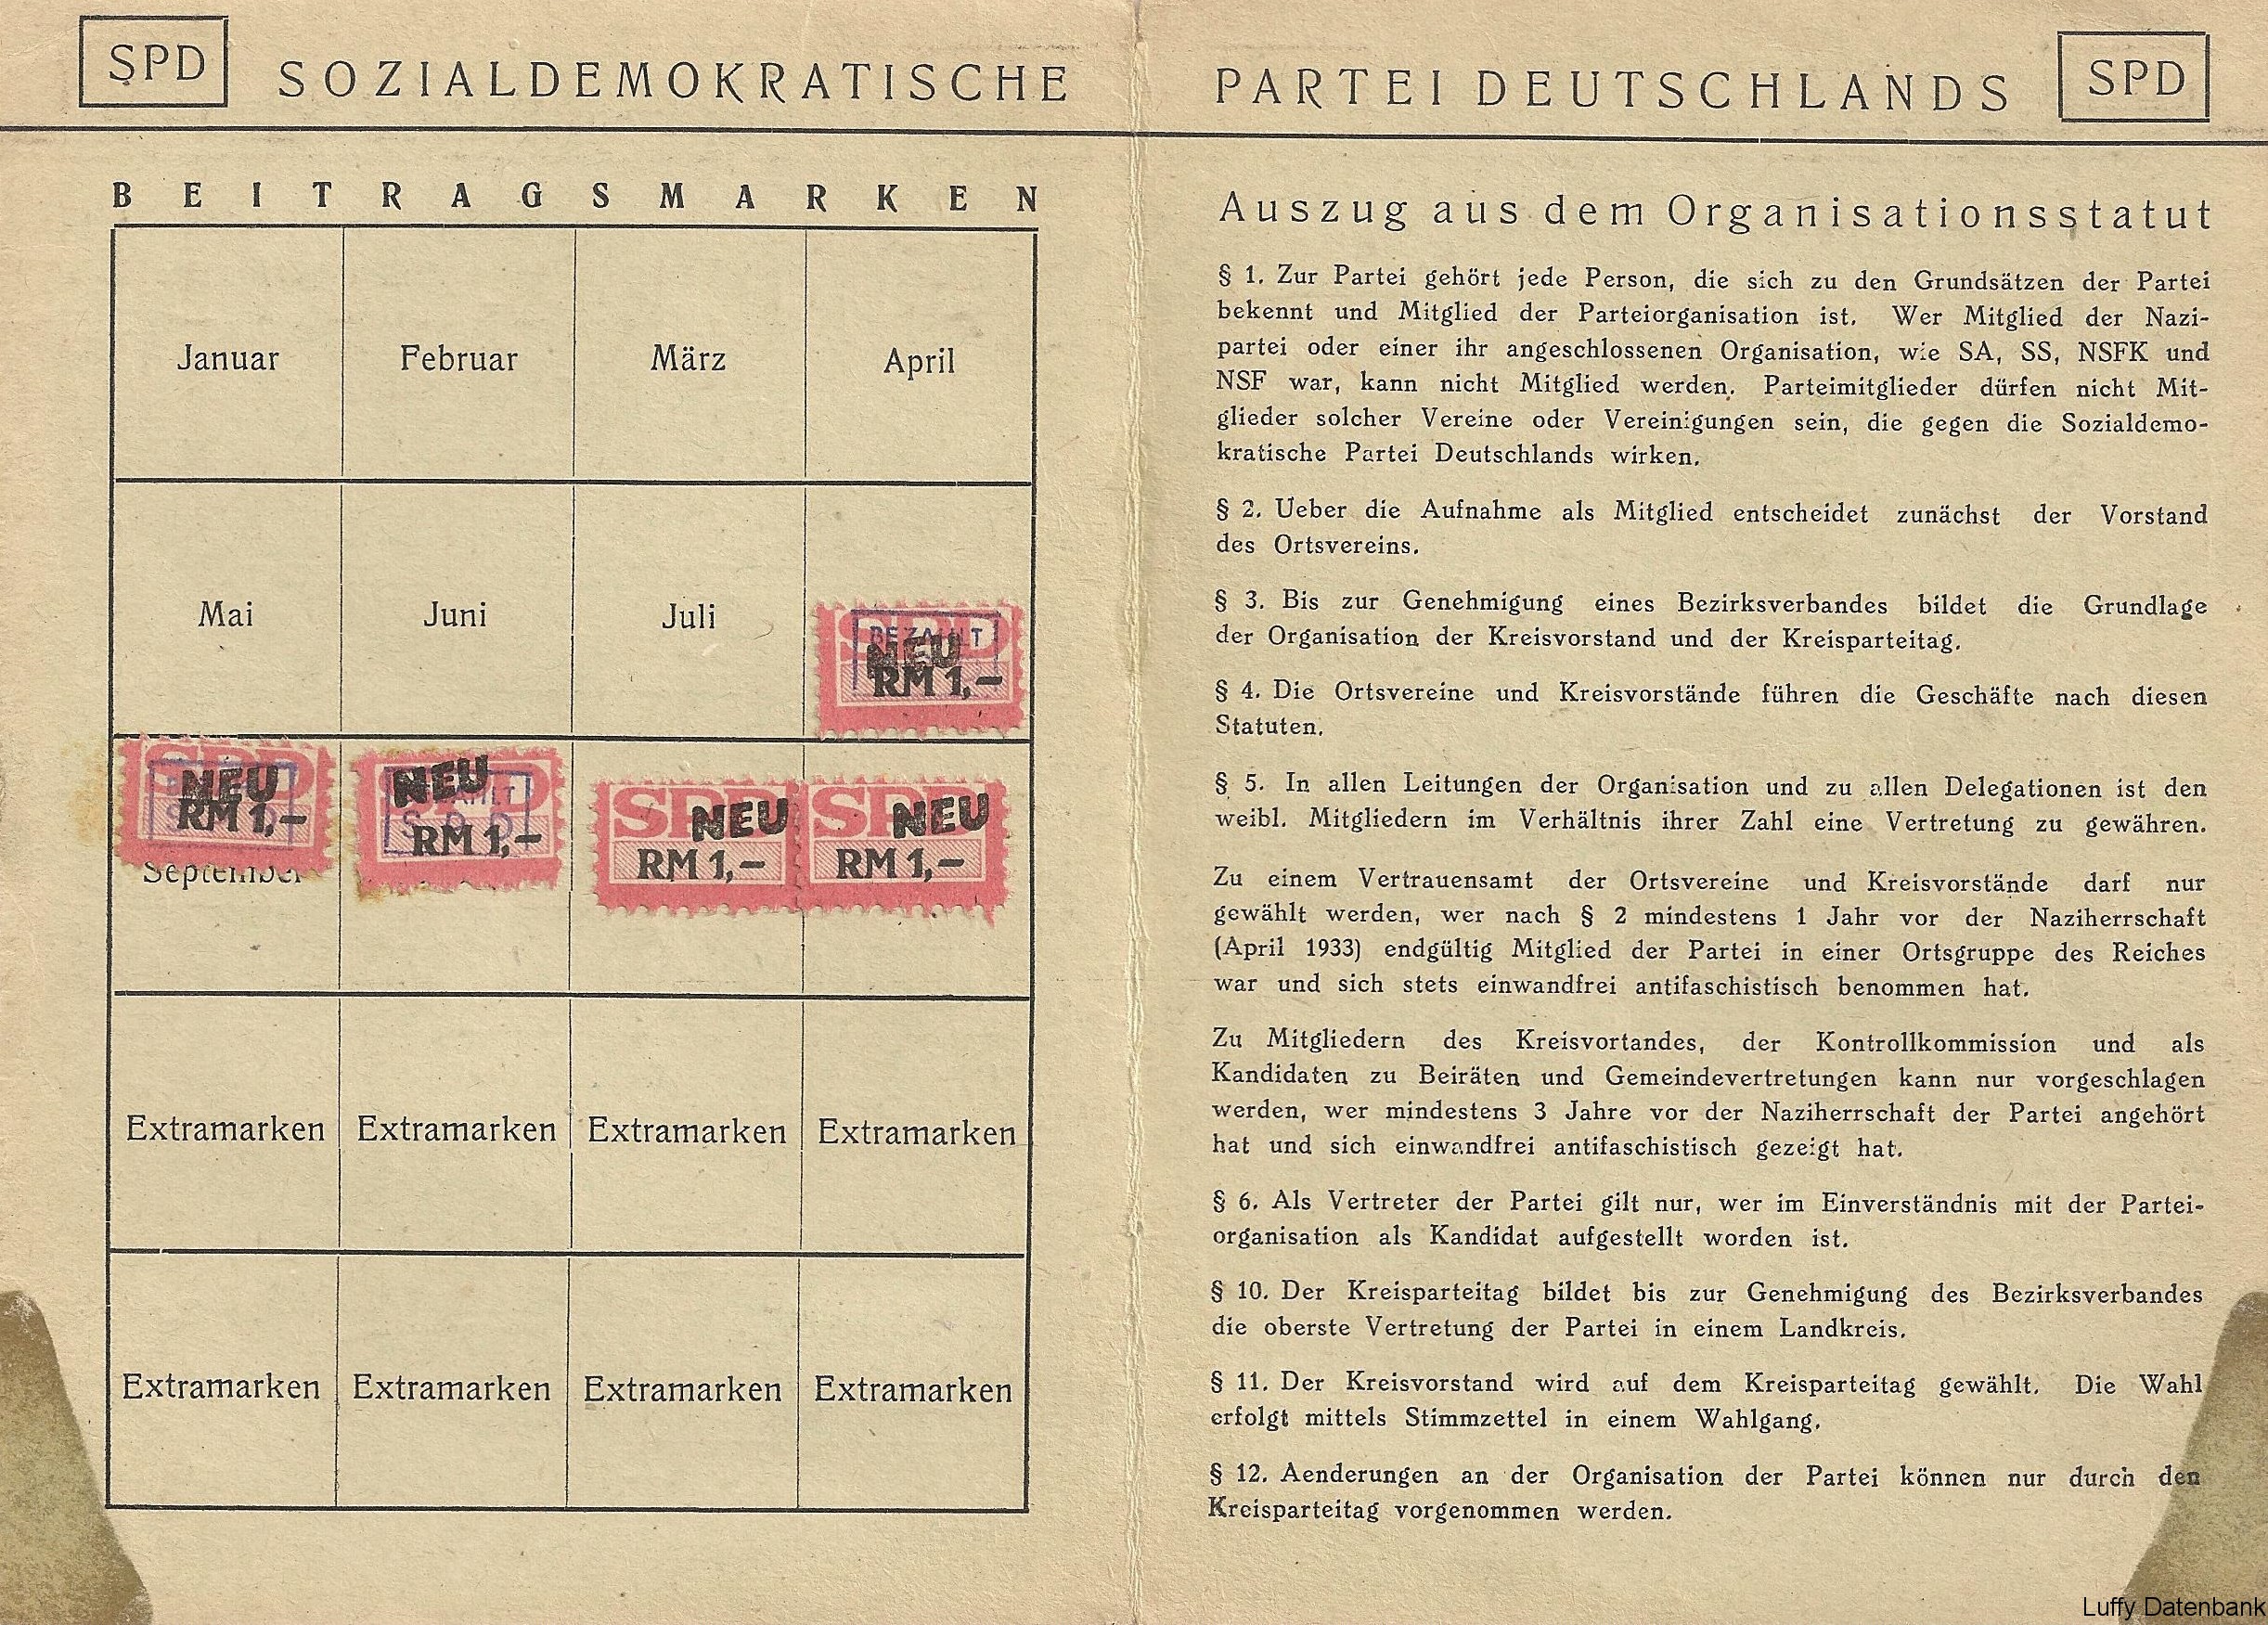 SPD SOZIALDEMOKRATISCHE PARTEI DEUTSCHLANDS SPD
BEITRAGSMARKEN
Januar Februar März April
Mai Juni Juli
BEZAHLT
SPD
NEU
RM 1,—
SPD
NEU
RM 1,—
SPD
NEU
RM 1,—
SPD
NEU
RM 1,—
SPD
NEU
RM 1,—
September
Extramarken Extramarken Extramarken Extramarken
Extramarken Extramarken Extramarken Extramarken
Auszug aus dem Organisationsstatut
§ 1. Zur Partei gehört jede Person, die sich zu den Grundsätzen der Partei
bekennt und Mitglied der Parteiorganisation ist. Wer Mitglied der Nazi-
partei oder einer ihr angeschlossenen Organisation, wie SA, SS, NSFK und
NSF war, kann nicht Mitglied werden. Parteimitglieder dürfen nicht Mit-
glieder solcher Vereine oder Vereinigungen sein, die gegen die Sozialdemo-
kratische Partei Deutschlands wirken.
§ 2. Ueber die Aufnahme als Mitglied entscheidet zunächst der Vorstand
des Ortsvereins.
§ 3. Bis zur Genehmigung eines Bezirksverbandes bildet die Grundlage
der Organisation der Kreisvorstand und der Kreisparteitag.
§ 4. Die Ortsvereine und Kreisvorstände führen die Geschäfte nach diesen
Statuten.
§ 5. In allen Leitungen der Organisation und zu allen Delegationen ist den
weibl. Mitgliedern im Verhältnis ihrer Zahl eine Vertretung zu gewähren.
Zu einem Vertrauensamt der Ortsvereine und Kreisvorstände darf nur
gewählt werden, wer nach § 2 mindestens 1 Jahr vor der Naziherrschaft
(April 1933) endgültig Mitglied der Partei in einer Ortsgruppe des Reiches
war und sich stets einwandfrei antifaschistisch benommen hat.
Zu Mitgliedern des Kreisvortandes, der Kontrollkommission und als
Kandidaten zu Beiräten und Gemeindevertretungen kann nur vorgeschlagen
werden, wer mindestens 3 Jahre vor der Naziherrschaft der Partei angehört
hat und sich einwandfrei antifaschistisch gezeigt hat.
§ 6. Als Vertreter der Partei gilt nur, wer im Einverständnis mit der Partei-
organisation als Kandidat aufgestellt worden ist.
§ 10. Der Kreisparteitag bildet bis zur Genehmigung des Bezirksverbandes
die oberste Vertretung der Partei in einem Landkreis.
§ 11. Der Kreisvorstand wird auf dem Kreisparteitag gewählt. Die Wahl
erfolgt mittels Stimmzettel in einem Wahlgang.
§ 12. Aenderungen an der Organisation der Partei können nur durch den
Kreisparteitag vorgenommen werden.
Luffy Datenbank